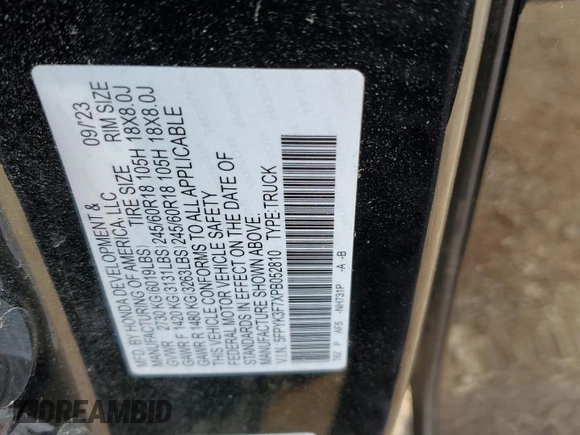 MFD.BY HONDA DEVELOPMENT & 09/23
MANUFACTURING OF AMERICA, LLC
GVWR 2730 KG(6019LBS) TIRE SIZE RIM SIZE
GAWR F 1420 KG(3131LBS) 245/60R18 105H 18X8.0J
GAWR R 1480 KG(3263LBS) 245/60R18 105H 18X8.0J
THIS VEHICLE CONFORMS TO ALL APPLICABLE
FEDERAL MOTOR VEHICLE SAFETY
STANDARDS IN EFFECT ON THE DATE OF
MANUFACTURE SHOWN ABOVE.
V.I.N. 5FPYK3F7XPB052810 TYPE:TRUCK
P AF5 -NH731P -A -B
DREAMBID